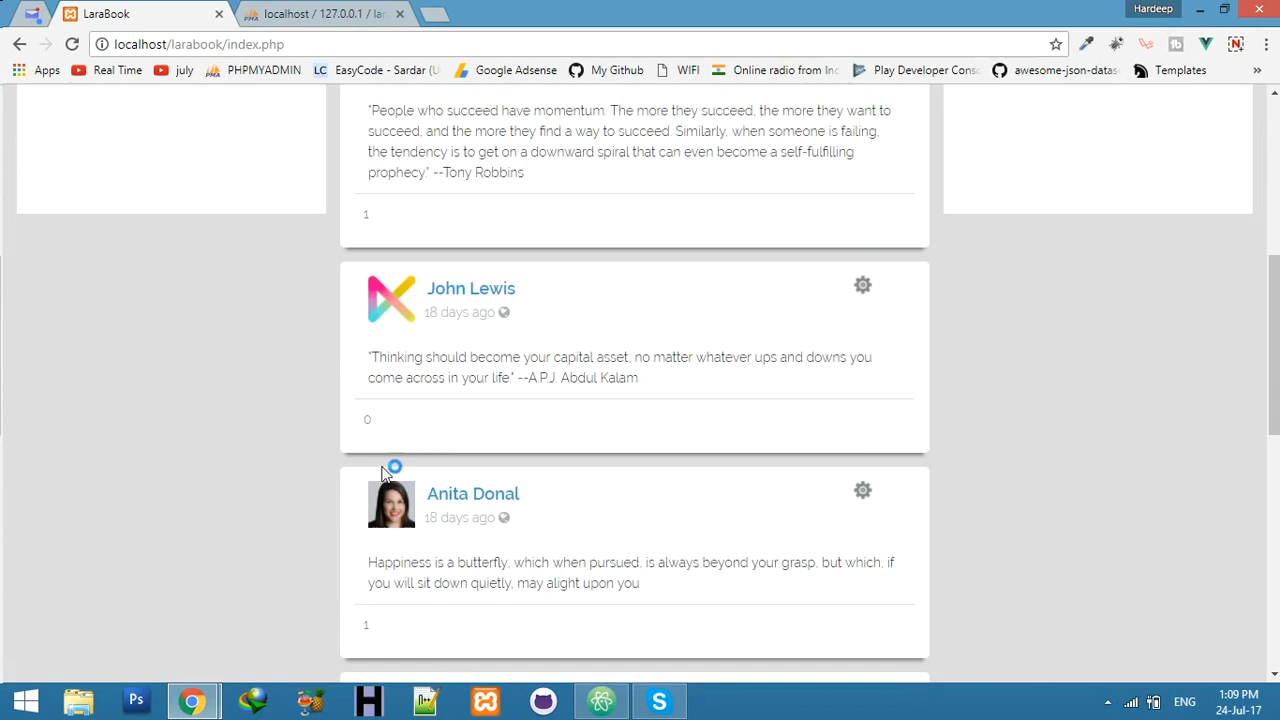 LaraBook
localhost / 127.0.0.1 / lar
Hardeep
localhost/larabook/index.php
Apps
Real Time
july
PHPMYADMIN
EasyCode - Sardar (U
Google Adsense
My Github
WIFI
Online radio from Inc
Play Developer Cons
awesome-json-datas
Templates
»
"People who succeed have momentum. The more they succeed, the more they want to
succeed, and the more they find a way to succeed. Similarly, when someone is failing,
the tendency is to get on a downward spiral that can even become a self-fulfilling
prophecy." --Tony Robbins
1
John Lewis
18 days ago
"Thinking should become your capital asset, no matter whatever ups and downs you
come across in your life" --A.P.J. Abdul Kalam
0
Anita Donal
18 days ago
Happiness is a butterfly, which when pursued, is always beyond your grasp, but which, if
you will sit down quietly, may alight upon you
1
ENG
1:09 PM
24-Jul-17